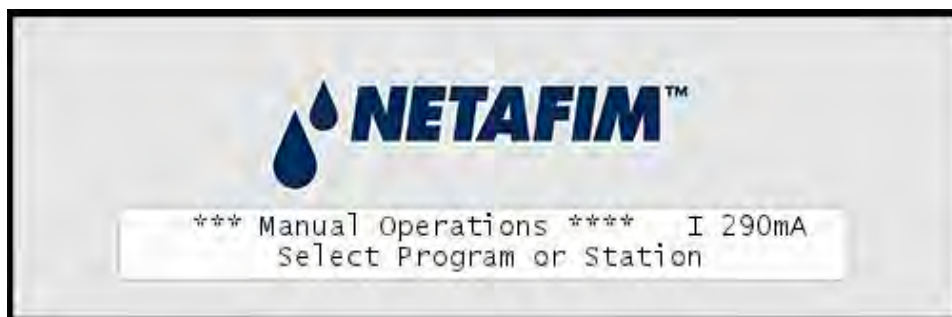 NETAFIM™
*** Manual Operations **** I 290mA
Select Program or Station